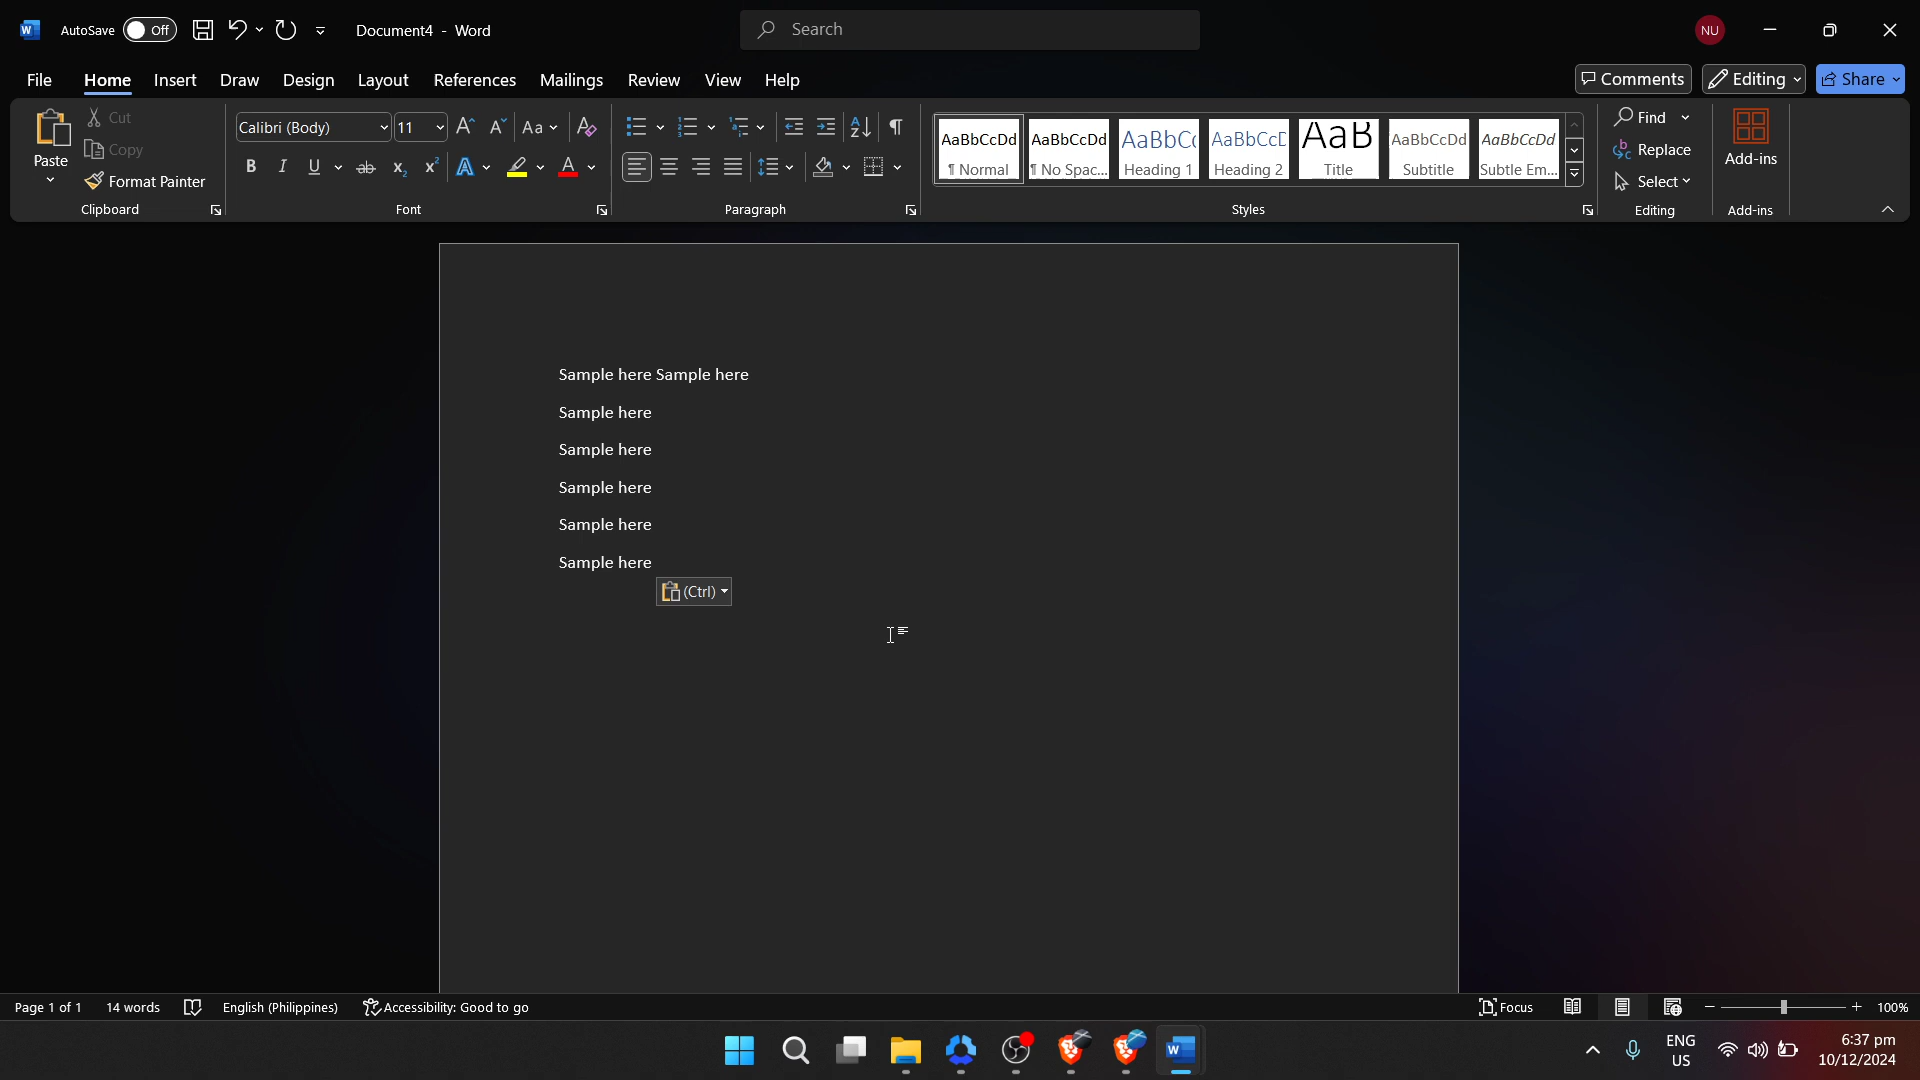 AutoSave Off Document4 - Word Search NU
File Home Insert Draw Design Layout References Mailings Review View Help Comments Editing Share
Paste
Cut
Copy
Format Painter
Clipboard
Calibri (Body) 11 Aa
Font
Paragraph
AaBbCcDd AaBbCcDd AaBbCc AaBbCcD AaB AaBbCcDd AaBbCcDd
¶ Normal ¶ No Spac... Heading 1 Heading 2 Title Subtitle Subtle Em...
Styles
Find
Replace
Select
Editing
Add-ins
Add-ins
Sample here Sample here
Sample here
Sample here
Sample here
Sample here
Sample here
(Ctrl)
Page 1 of 1 14 words English (Philippines) Accessibility: Good to go Focus 100%
ENG
US
6:37 pm
10/12/2024